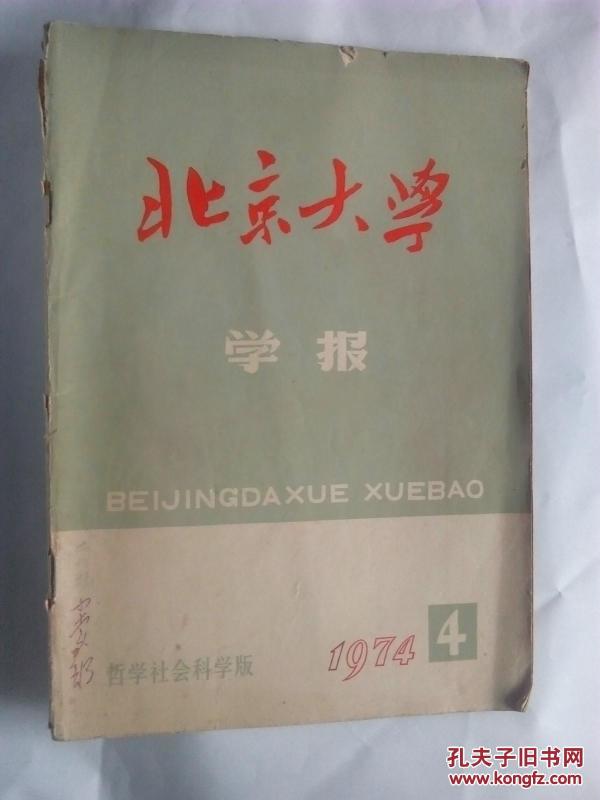 北京大学
学报
BEIJINGDAXUE XUEBAO
哲学社会科学版
1974 4
孔夫子旧书网
www.kongfz.com